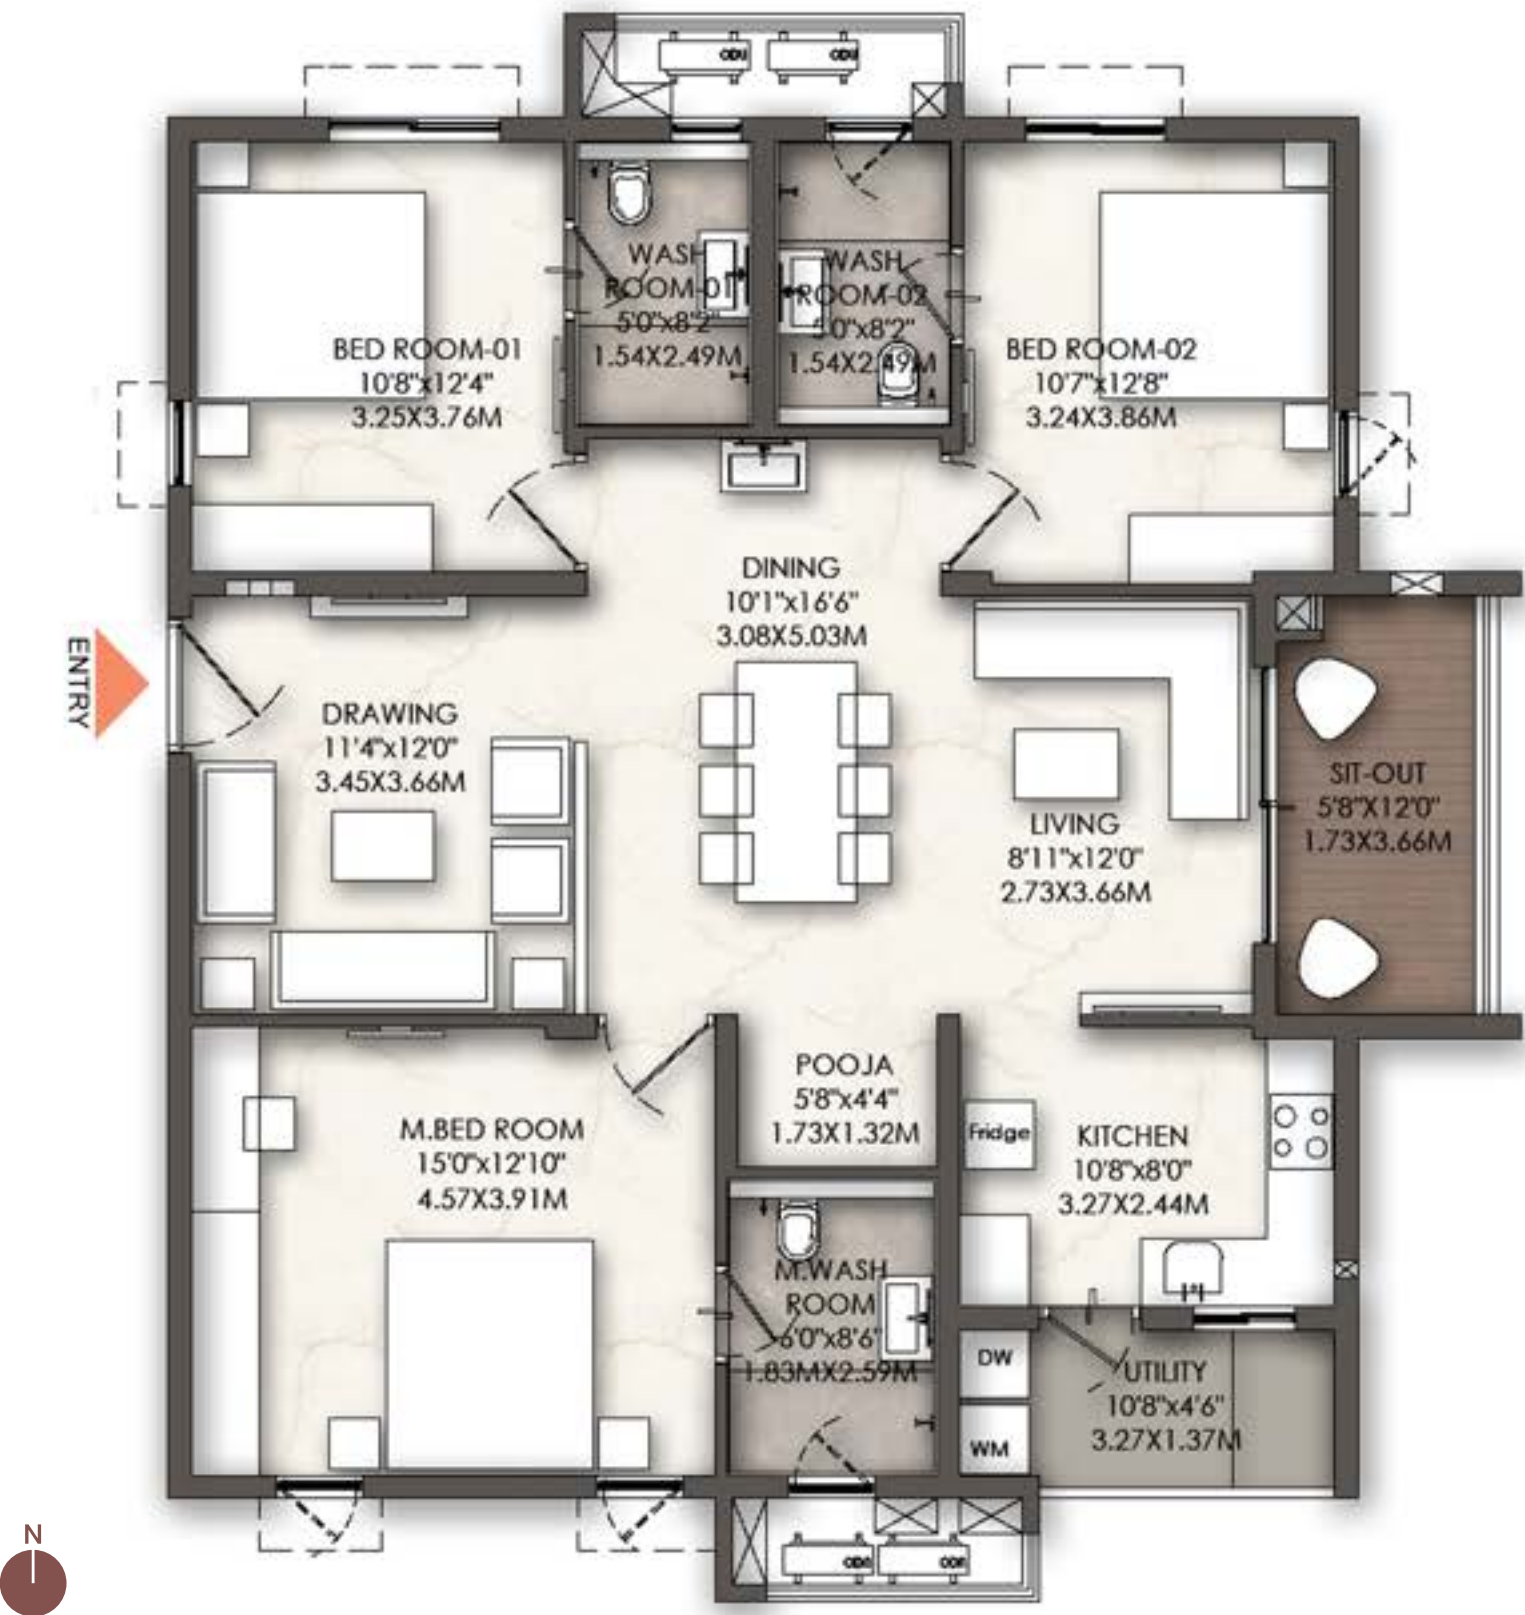 ODU
ODU
WASH
ROOM-01
5'0"x8'2"
1.54X2.49M
WASH
ROOM-02
5'0"x8'2"
1.54X2.49M
BED ROOM-01
10'8"x12'4"
3.25X3.76M
BED ROOM-02
10'7"x12'8"
3.24X3.86M
DINING
10'1"x16'6"
3.08X5.03M
ENTRY
DRAWING
11'4"x12'0"
3.45X3.66M
SIT-OUT
5'8"X12'0"
1.73X3.66M
LIVING
8'11"x12'0"
2.73X3.66M
POOJA
5'8"x4'4"
1.73X1.32M
M.BED ROOM
15'0"x12'10"
4.57X3.91M
Fridge
KITCHEN
10'8"x8'0"
3.27X2.44M
M.WASH
ROOM
6'0"x8'6"
1.83MX2.59M
DW
UTILITY
10'8"x4'6"
3.27X1.37M
WM
ODU
ODU
N